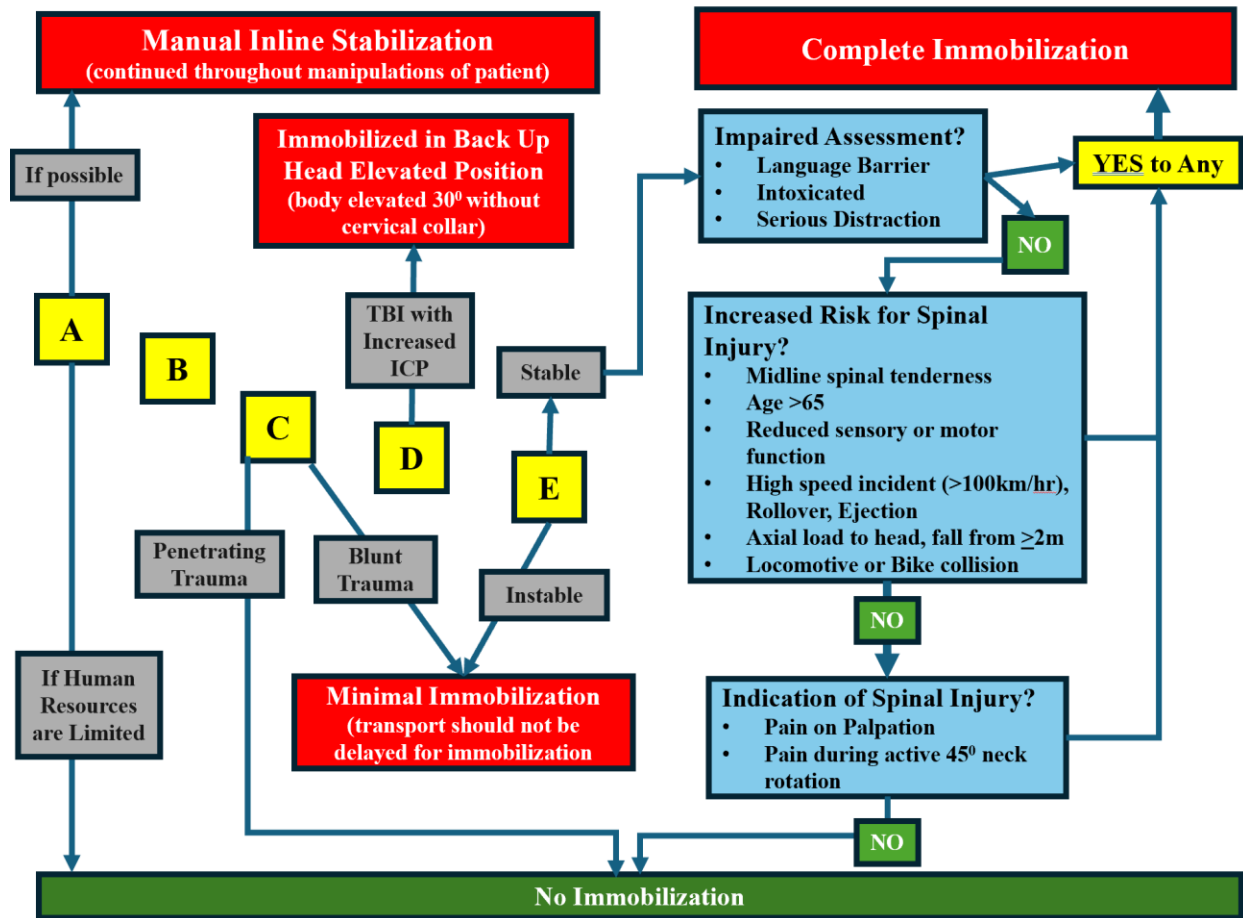 Manual Inline Stabilization
(continued throughout manipulations of patient)
Complete Immobilization
Immobilized in Back Up
Head Elevated Position
(body elevated 30⁰ without
cervical collar)
Impaired Assessment?
• Language Barrier
• Intoxicated
• Serious Distraction
YES to Any
NO
If possible
A
B
C
D
E
TBI with
Increased
ICP
Stable
Increased Risk for Spinal
Injury?
• Midline spinal tenderness
• Age >65
• Reduced sensory or motor
function
• High speed incident (>100km/hr),
Rollover, Ejection
• Axial load to head, fall from ≥2m
• Locomotive or Bike collision
Penetrating
Trauma
Blunt
Trauma
Instable
NO
If Human
Resources
are Limited
Minimal Immobilization
(transport should not be
delayed for immobilization
Indication of Spinal Injury?
• Pain on Palpation
• Pain during active 45⁰ neck
rotation
NO
No Immobilization